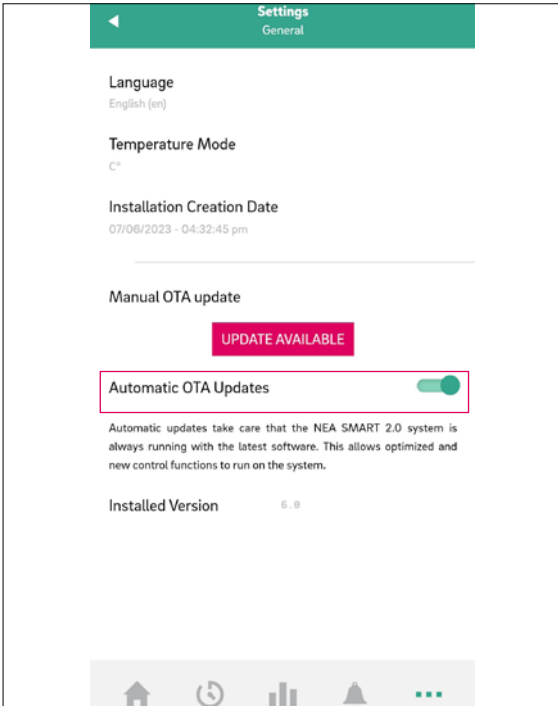 Settings
General
Language
English (en)
Temperature Mode
C°
Installation Creation Date
07/06/2023 - 04:32:45 pm
Manual OTA update
UPDATE AVAILABLE
Automatic OTA Updates
Automatic updates take care that the NEA SMART 2.0 system is
always running with the latest software. This allows optimized and
new control functions to run on the system.
Installed Version 6.0